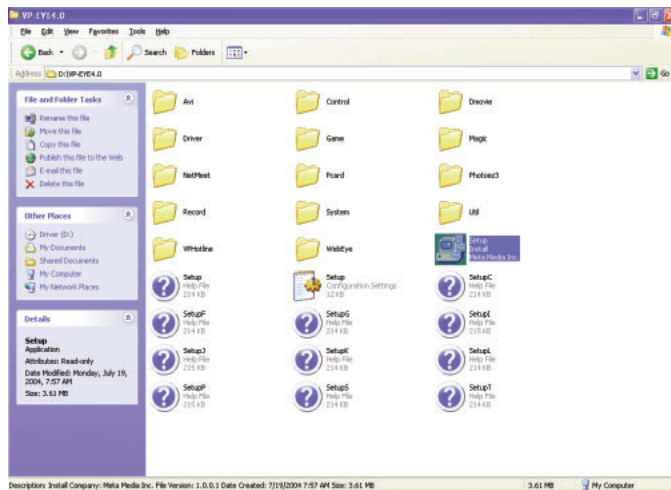 VP-EYE4.0
File Edit View Favorites Tools Help
Back Search Folders
Address D:\VP-EYE4.0 Go
File and Folder Tasks
Rename this file
Move this file
Copy this file
Publish this file to the Web
E-mail this file
Delete this file
Other Places
Driver (D:)
My Documents
Shared Documents
My Computer
My Network Places
Details
Setup
Application
Attributes: Read-only
Date Modified: Monday, July 19,
2004, 7:57 AM
Size: 3.61 MB
Avi Control Dmovie
Driver Game Magic
NetMeet Pcard Photoez3
Record System Util
VPHotline WebEye
Setup
Install
Meta Media Inc.
Setup
Help File
214 KB
Setup
Configuration Settings
12 KB
SetupC
Help File
214 KB
SetupF
Help File
214 KB
SetupG
Help File
214 KB
SetupI
Help File
215 KB
SetupJ
Help File
215 KB
SetupK
Help File
214 KB
SetupL
Help File
214 KB
SetupP
Help File
215 KB
SetupS
Help File
214 KB
SetupT
Help File
214 KB
Description: Install Company: Meta Media Inc. File Version: 1.0.0.1 Date Created: 7/19/2004 7:57 AM Size: 3.61 MB 3.61 MB My Computer